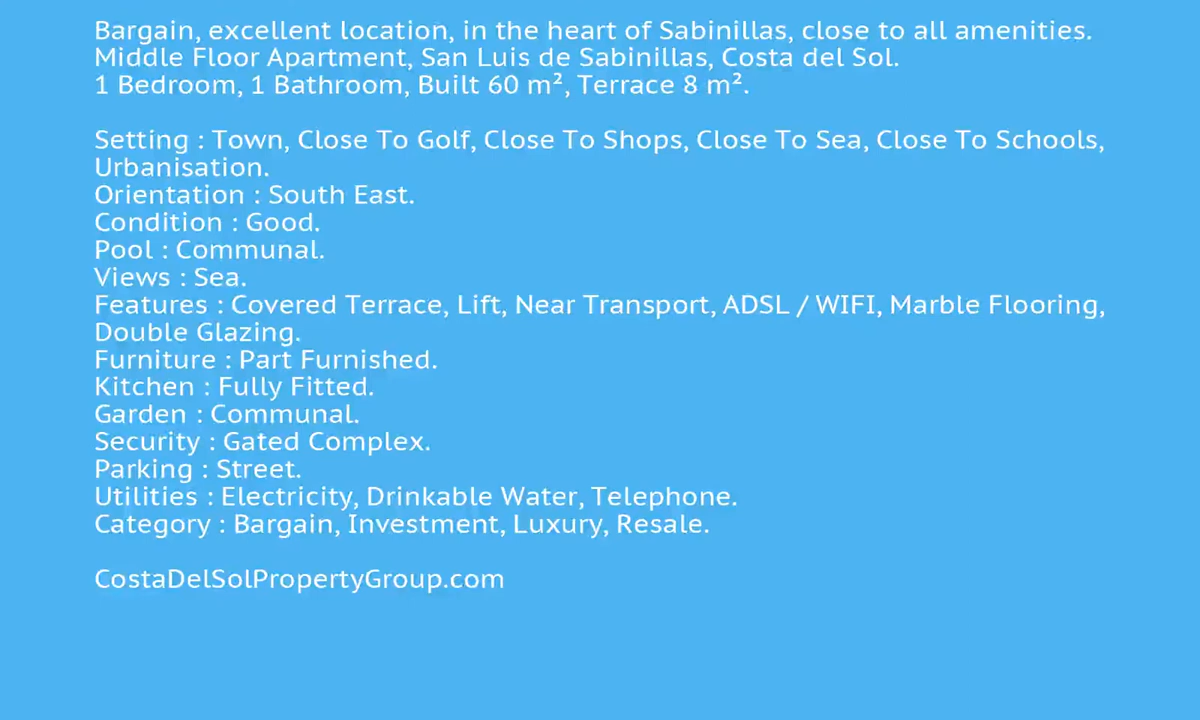 Bargain, excellent location, in the heart of Sabinillas, close to all amenities.
Middle Floor Apartment, San Luis de Sabinillas, Costa del Sol.
1 Bedroom, 1 Bathroom, Built 60 m², Terrace 8 m².
Setting : Town, Close To Golf, Close To Shops, Close To Sea, Close To Schools,
Urbanisation.
Orientation : South East.
Condition : Good.
Pool : Communal.
Views : Sea.
Features : Covered Terrace, Lift, Near Transport, ADSL / WIFI, Marble Flooring,
Double Glazing.
Furniture : Part Furnished.
Kitchen : Fully Fitted.
Garden : Communal.
Security : Gated Complex.
Parking : Street.
Utilities : Electricity, Drinkable Water, Telephone.
Category : Bargain, Investment, Luxury, Resale.
CostaDelSolPropertyGroup.com